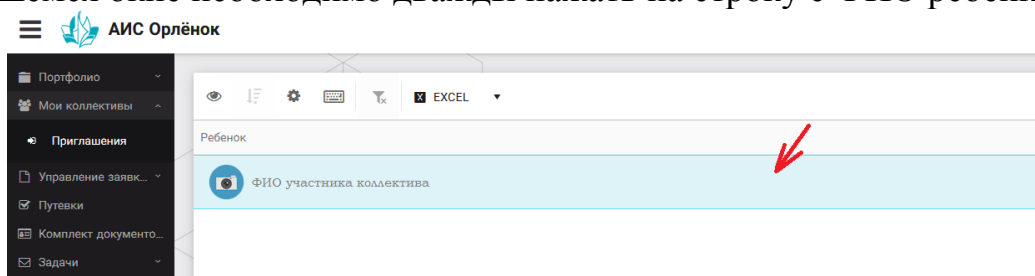 АИС Орлёнок
Портфолио
Мои коллективы
Приглашения
Управление заявк...
Путевки
Комплект документо...
Задачи
EXCEL
Ребенок
ФИО участника коллектива